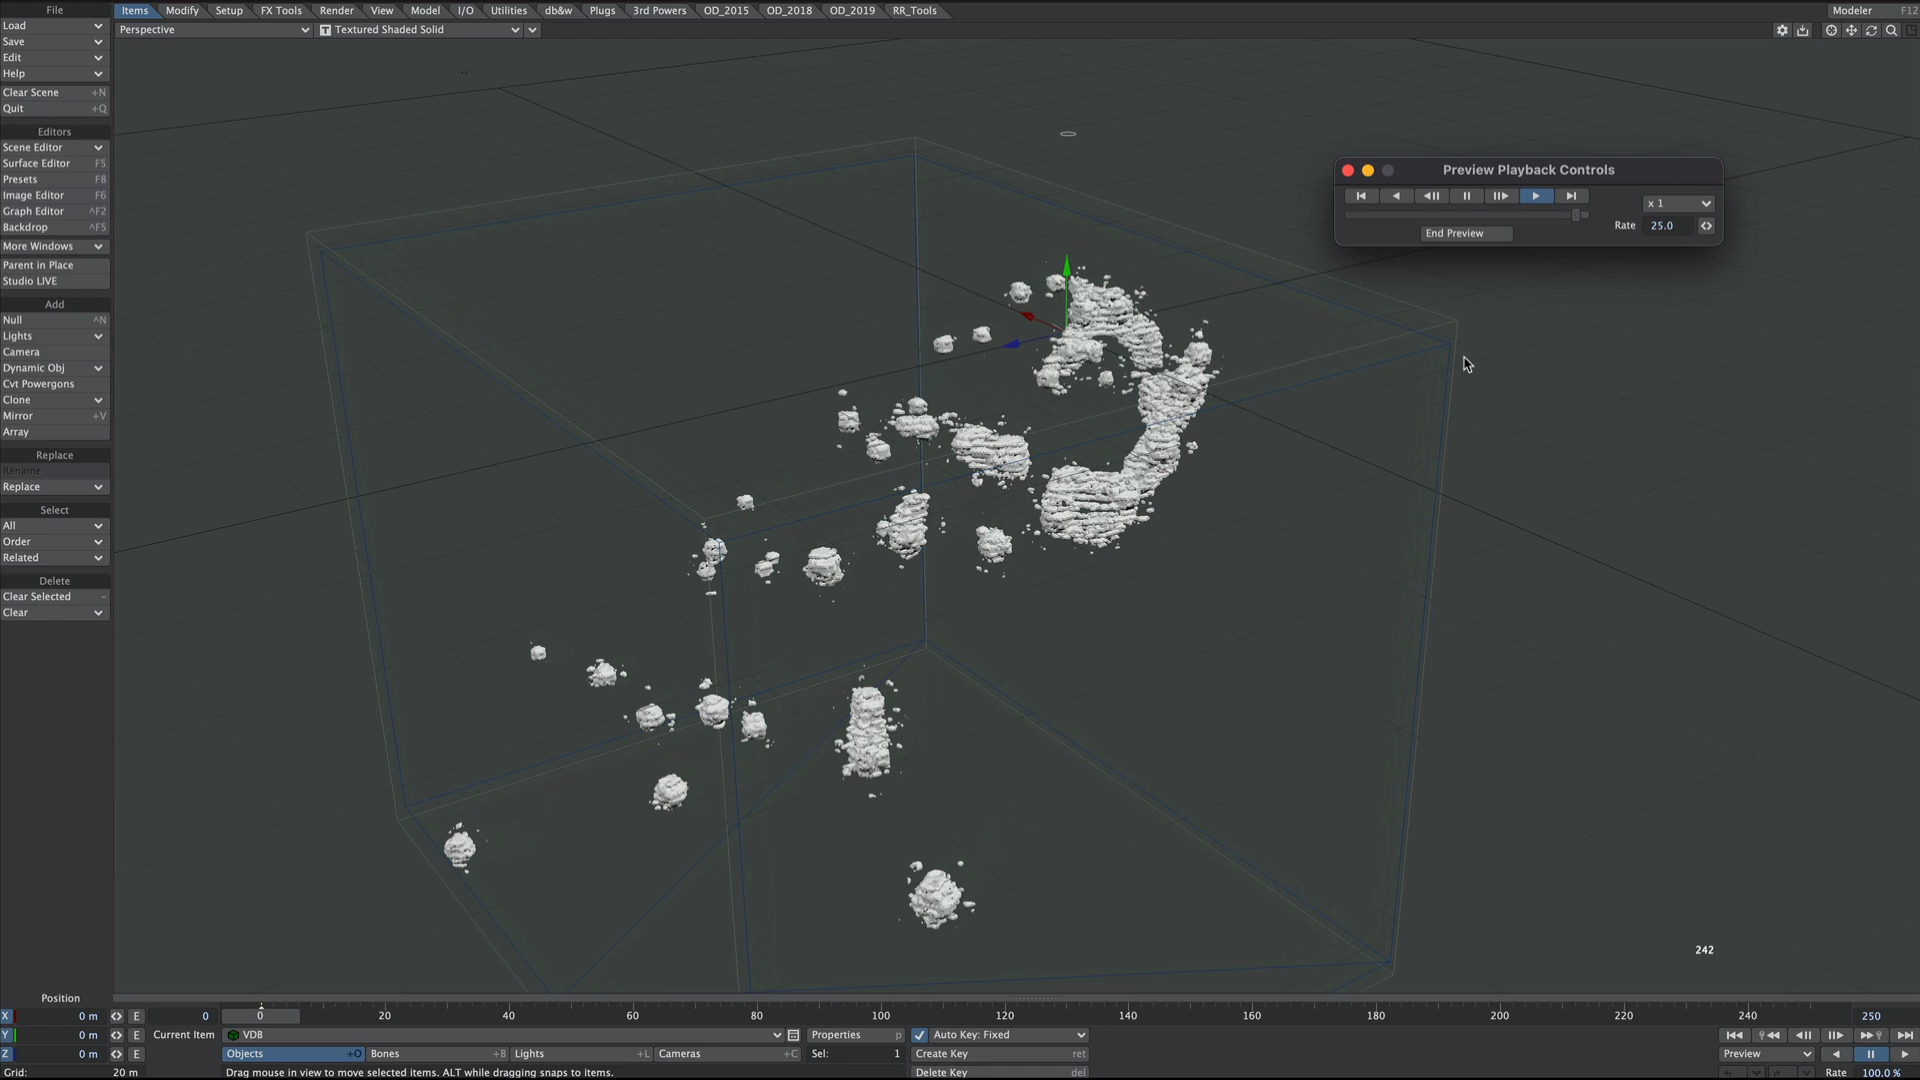 File Items Modify Setup FX Tools Render View Model I/O Utilities db&w Plugs 3rd Powers OD_2015 OD_2018 OD_2019 RR_Tools Modeler F12
Load Perspective T Textured Shaded Solid
Save
Edit
Help
Clear Scene +N
Quit +Q
Editors
Scene Editor
Surface Editor F5
Presets F8
Image Editor F6
Graph Editor ^F2
Backdrop ^F5
More Windows
Parent in Place
Studio LIVE
Add
Null ^N
Lights
Camera
Dynamic Obj
Cvt Powergons
Clone
Mirror +V
Array
Replace
Rename
Replace
Select
All
Order
Related
Delete
Clear Selected –
Clear
Preview Playback Controls
x 1
Rate 25.0
End Preview
242
Position
X 0 m E 0 0 20 40 60 80 100 120 140 160 180 200 220 240 250
Y 0 m E Current Item VDB Properties p Auto Key: Fixed
Z 0 m E Objects +O Bones +B Lights +L Cameras +C Sel: 1 Create Key ret Preview
Grid: 20 m Drag mouse in view to move selected items. ALT while dragging snaps to items. Delete Key del Rate 100.0 %